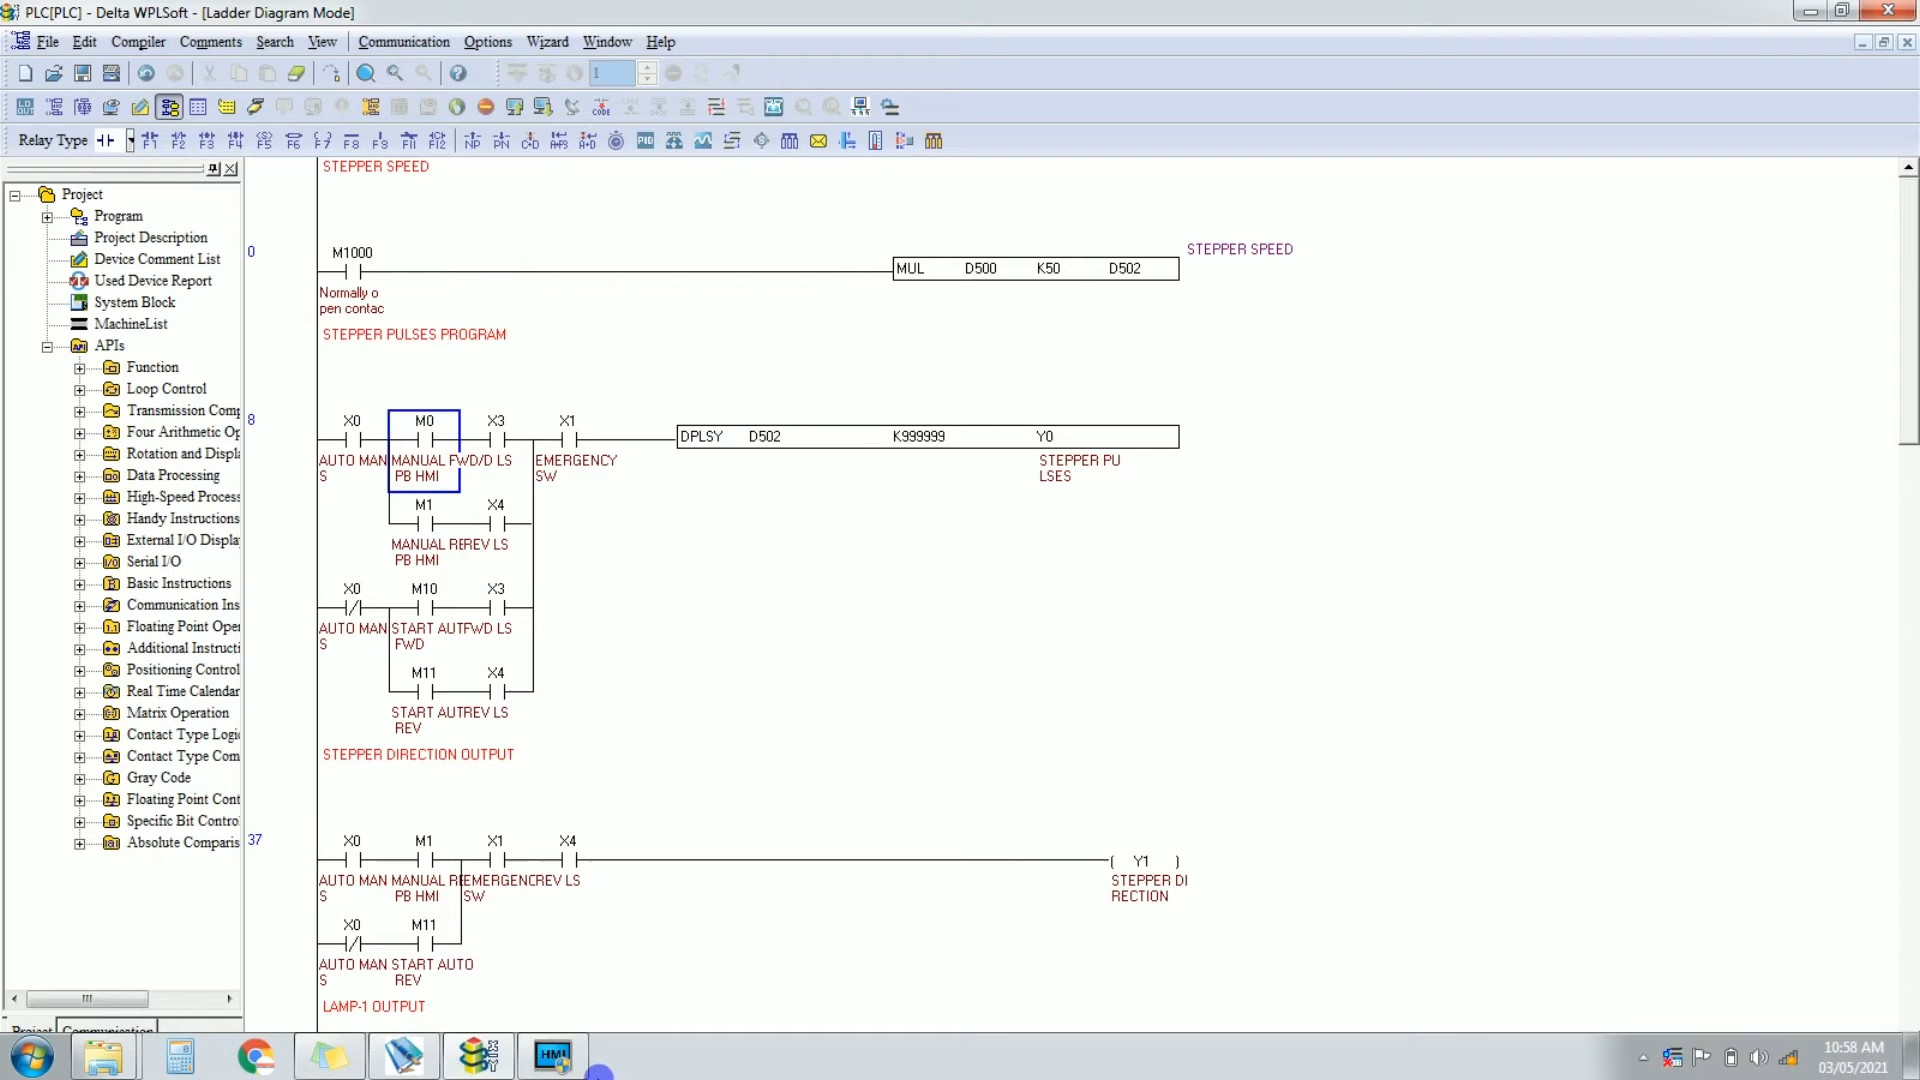 PLC[PLC] - Delta WPLSoft - [Ladder Diagram Mode]
File Edit Compiler Comments Search View Communication Options Wizard Window Help
1
Relay Type
Project
Program
Project Description
Device Comment List
Used Device Report
System Block
MachineList
APIs
Function
Loop Control
Transmission Comp
Four Arithmetic Op
Rotation and Displa
Data Processing
High-Speed Process
Handy Instructions
External I/O Displa
Serial I/O
Basic Instructions
Communication Ins
Floating Point Oper
Additional Instructi
Positioning Control
Real Time Calendar
Matrix Operation
Contact Type Logi
Contact Type Com
Gray Code
Floating Point Cont
Specific Bit Contro
Absolute Comparis
Project Communication
STEPPER SPEED
0
M1000
STEPPER SPEED
MUL D500 K50 D502
Normally o
pen contac
STEPPER PULSES PROGRAM
8
X0 M0 X3 X1
DPLSY D502 K999999 Y0
AUTO MAN MANUAL FWD/D LS EMERGENCY STEPPER PU
S PB HMI SW LSES
M1 X4
MANUAL REREV LS
PB HMI
X0 M10 X3
AUTO MAN START AUTFWD LS
S FWD
M11 X4
START AUTREV LS
REV
STEPPER DIRECTION OUTPUT
37
X0 M1 X1 X4
( Y1 )
AUTO MAN MANUAL REEMERGENCREV LS STEPPER DI
S PB HMI SW RECTION
X0 M11
AUTO MAN START AUTO
S REV
LAMP-1 OUTPUT
HMI
10:58 AM
03/05/2021